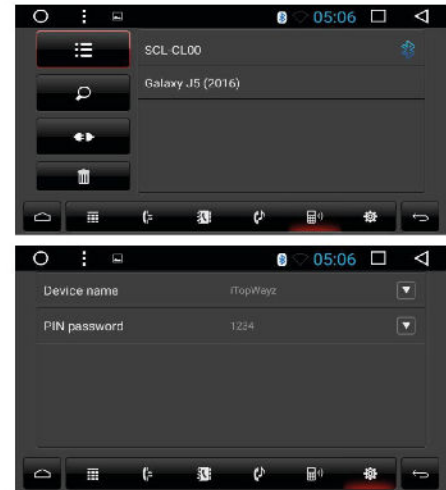 05:06
SCL-CL00
Galaxy J5 (2016)
05:06
Device name iTopWayz
PIN password 1234